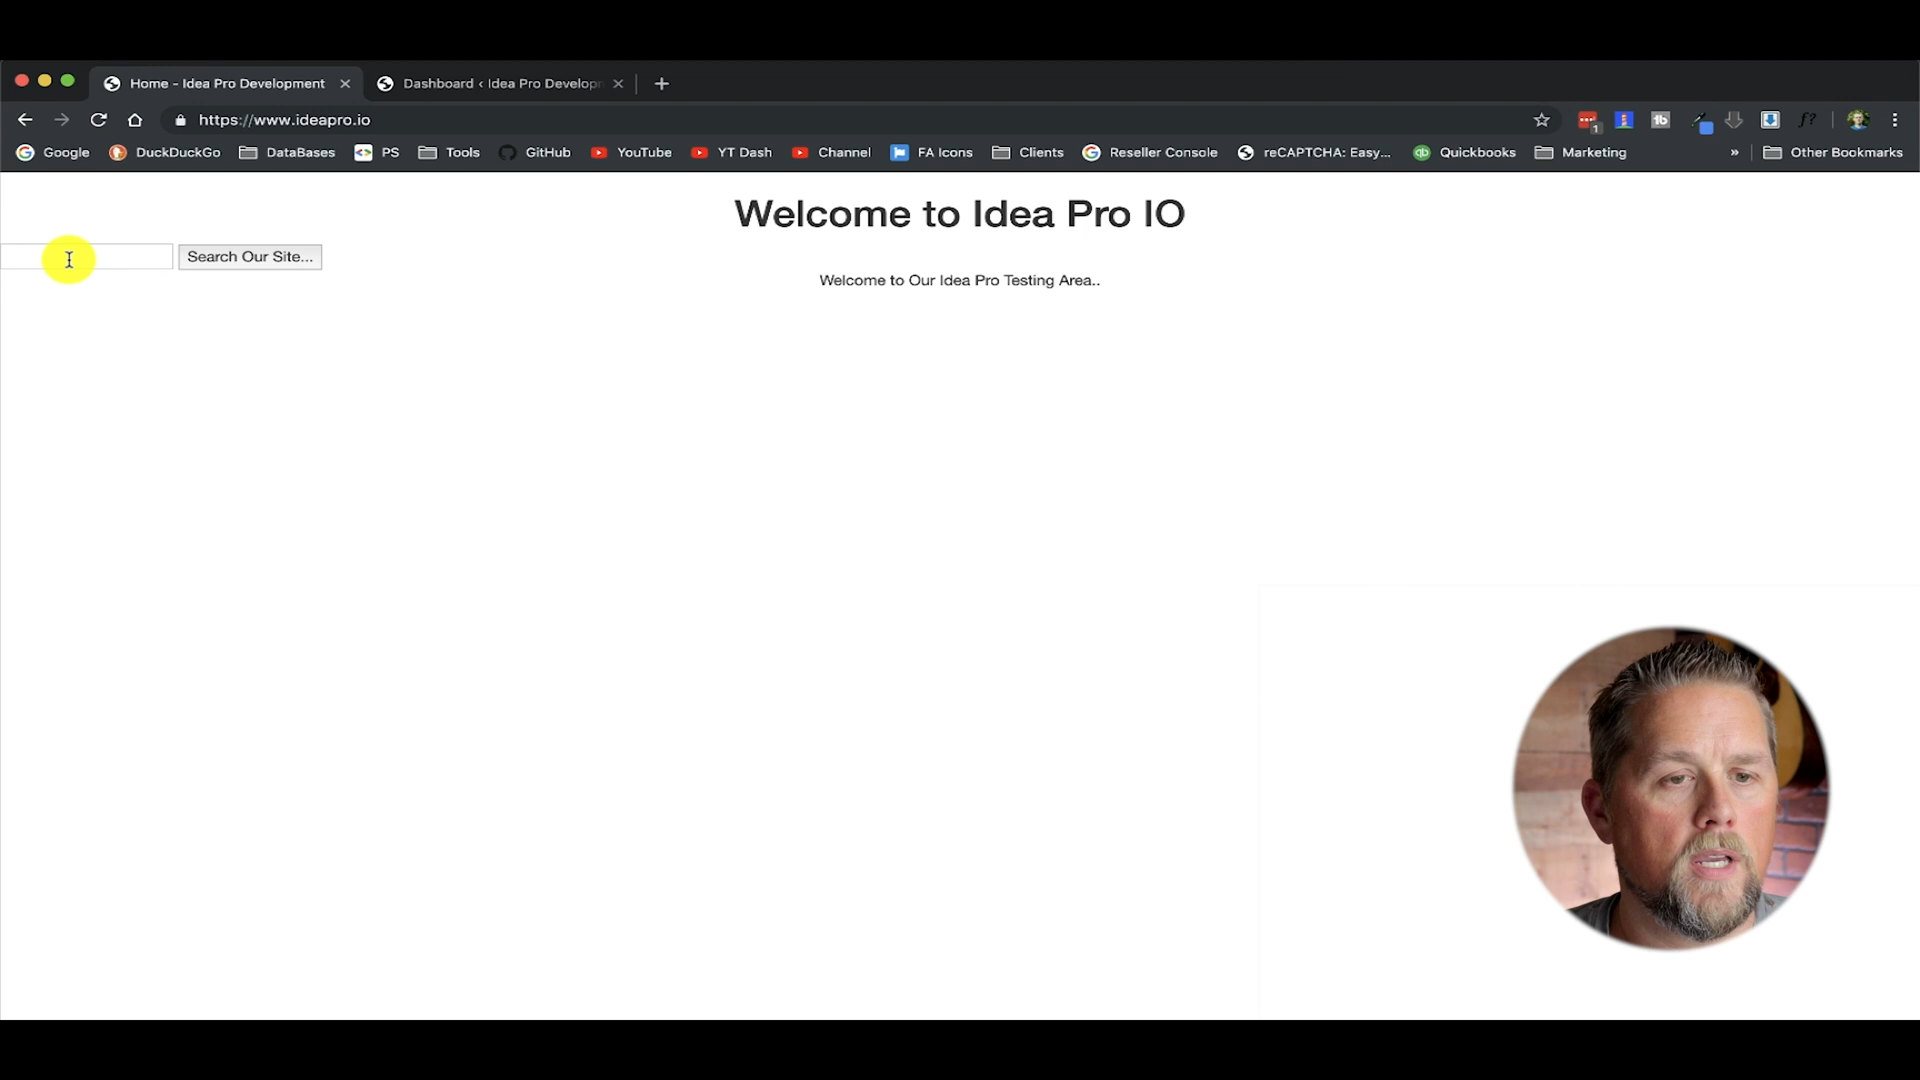 Home - Idea Pro Development
Dashboard ‹ Idea Pro Develop
https://www.ideapro.io
1
Google DuckDuckGo DataBases PS Tools GitHub YouTube YT Dash Channel FA Icons Clients Reseller Console reCAPTCHA: Easy... Quickbooks Marketing » Other Bookmarks
Welcome to Idea Pro IO
Search Our Site...
Welcome to Our Idea Pro Testing Area..